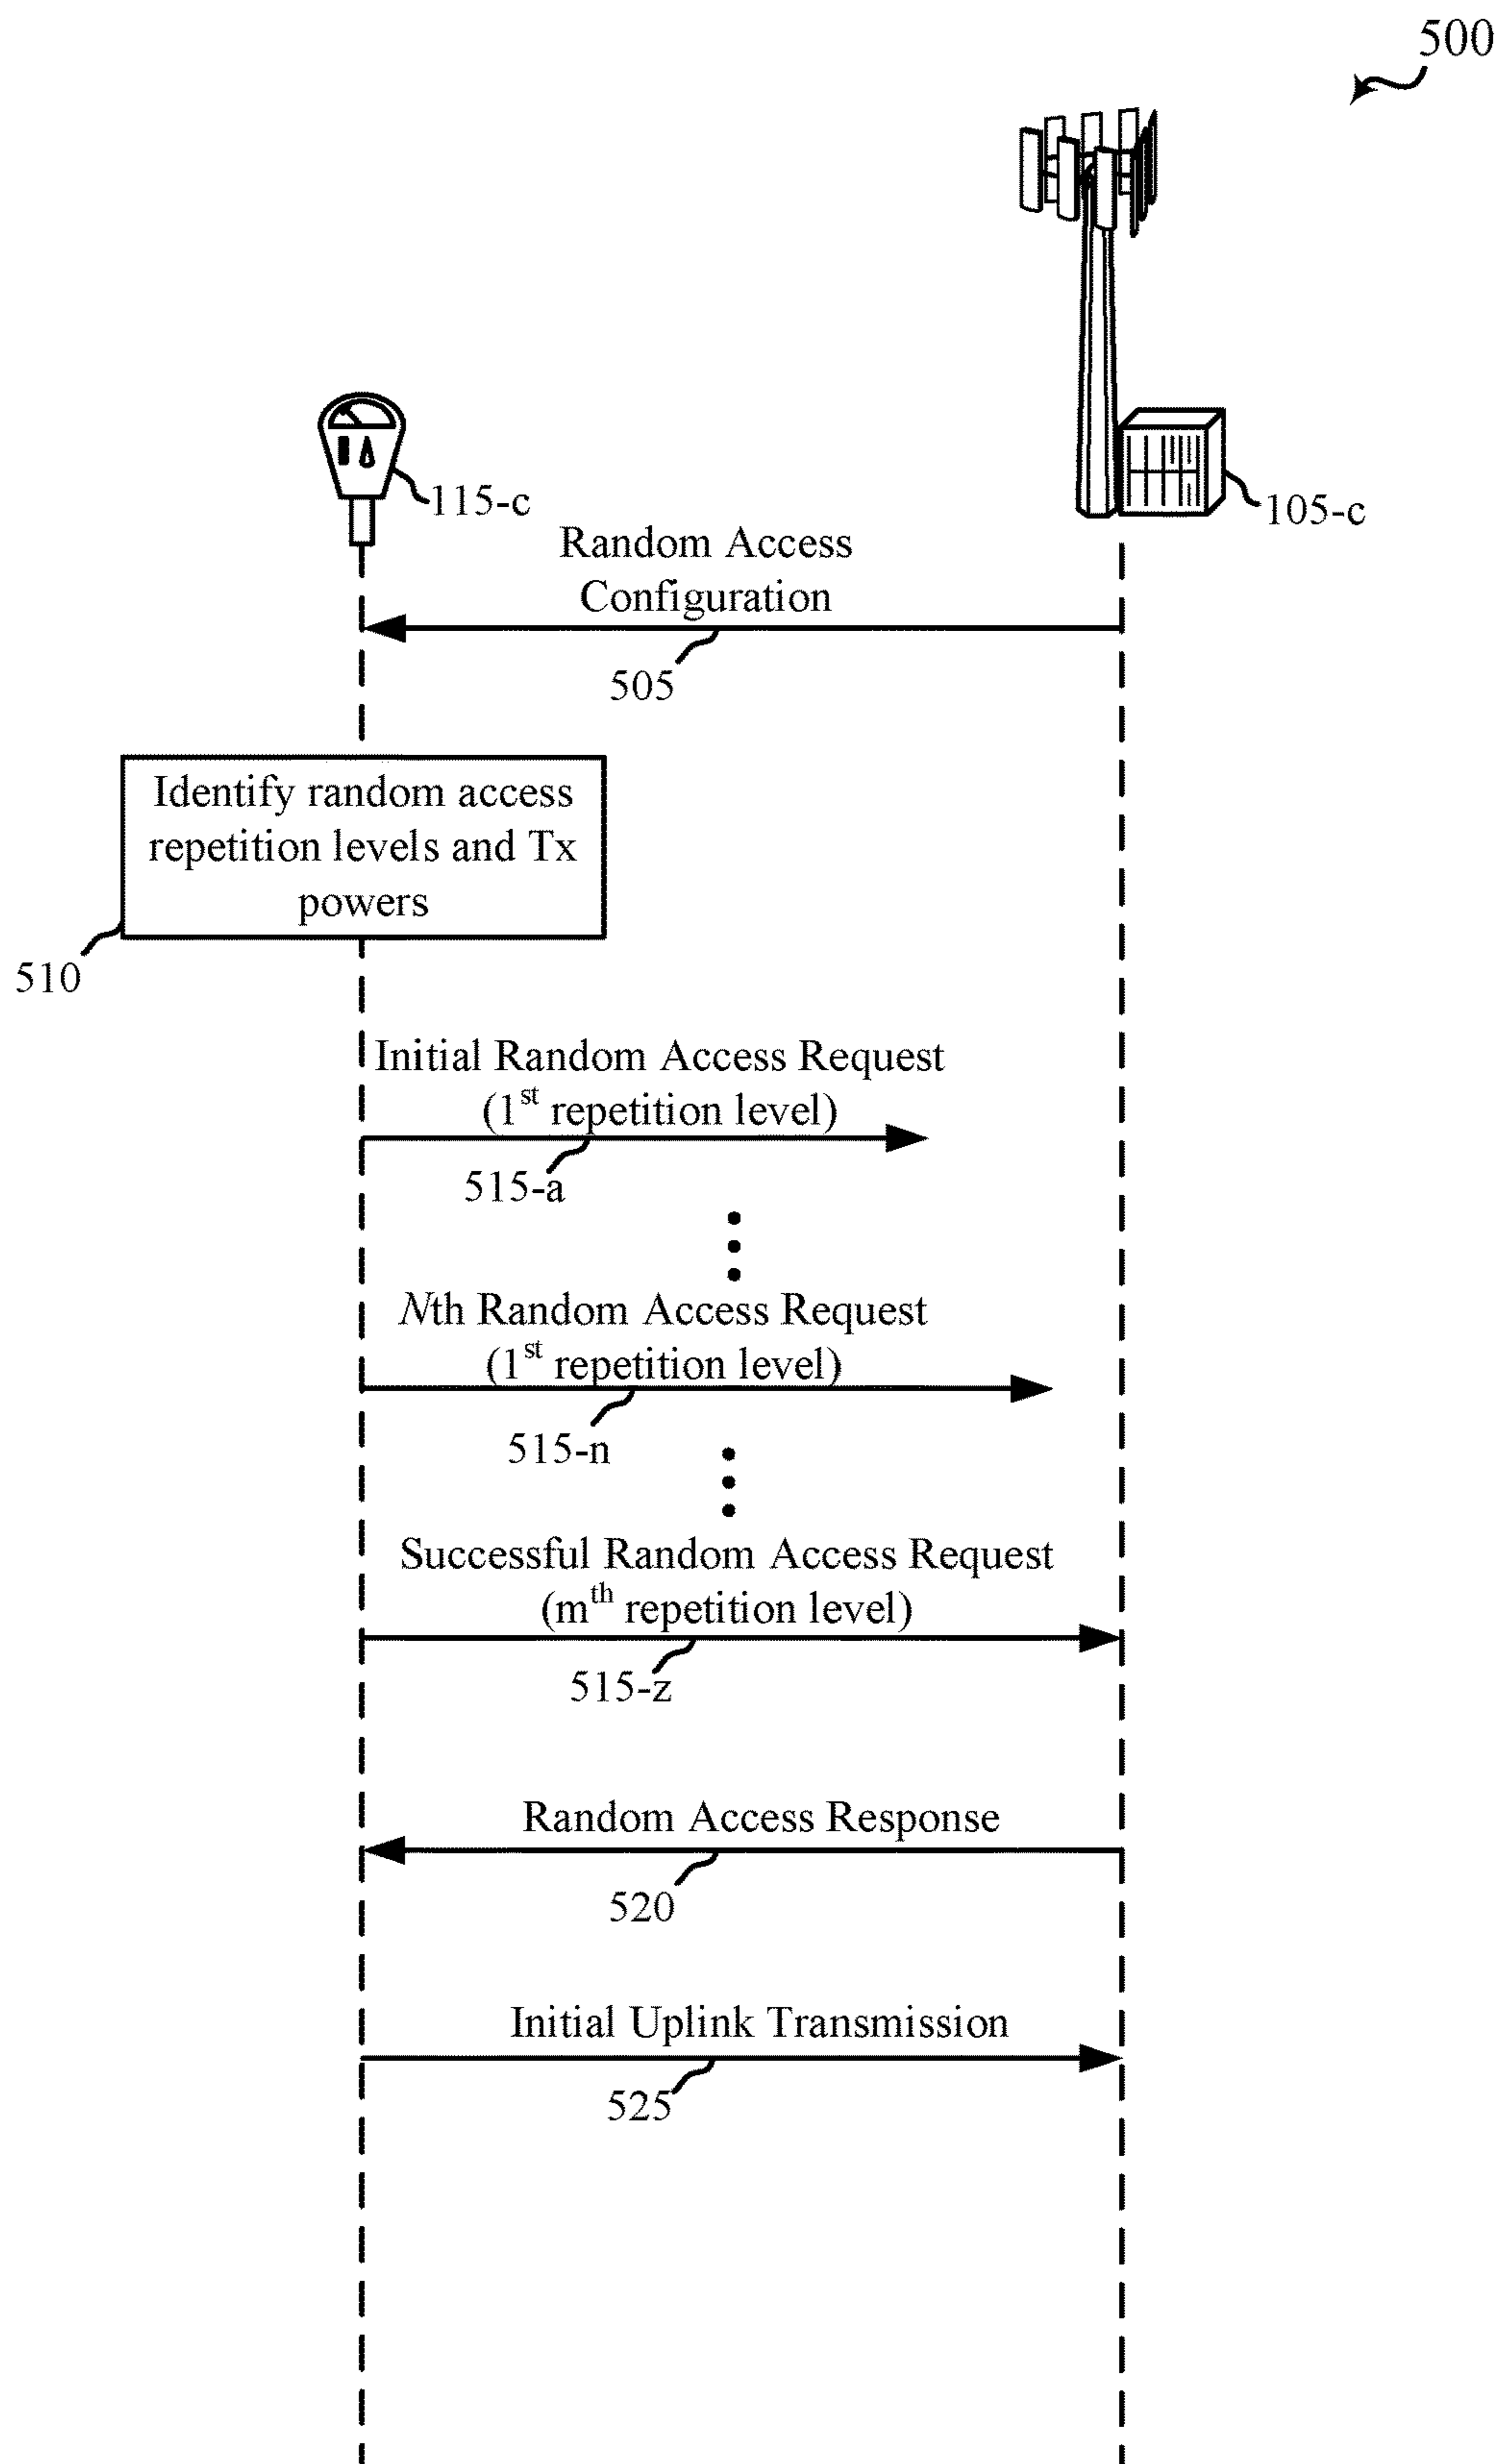 500
115-c
105-c
Random Access
Configuration
505
Identify random access
repetition levels and Tx
powers
510
Initial Random Access Request
(1st repetition level)
515-a
Nth Random Access Request
(1st repetition level)
515-n
Successful Random Access Request
(mth repetition level)
515-z
Random Access Response
520
Initial Uplink Transmission
525